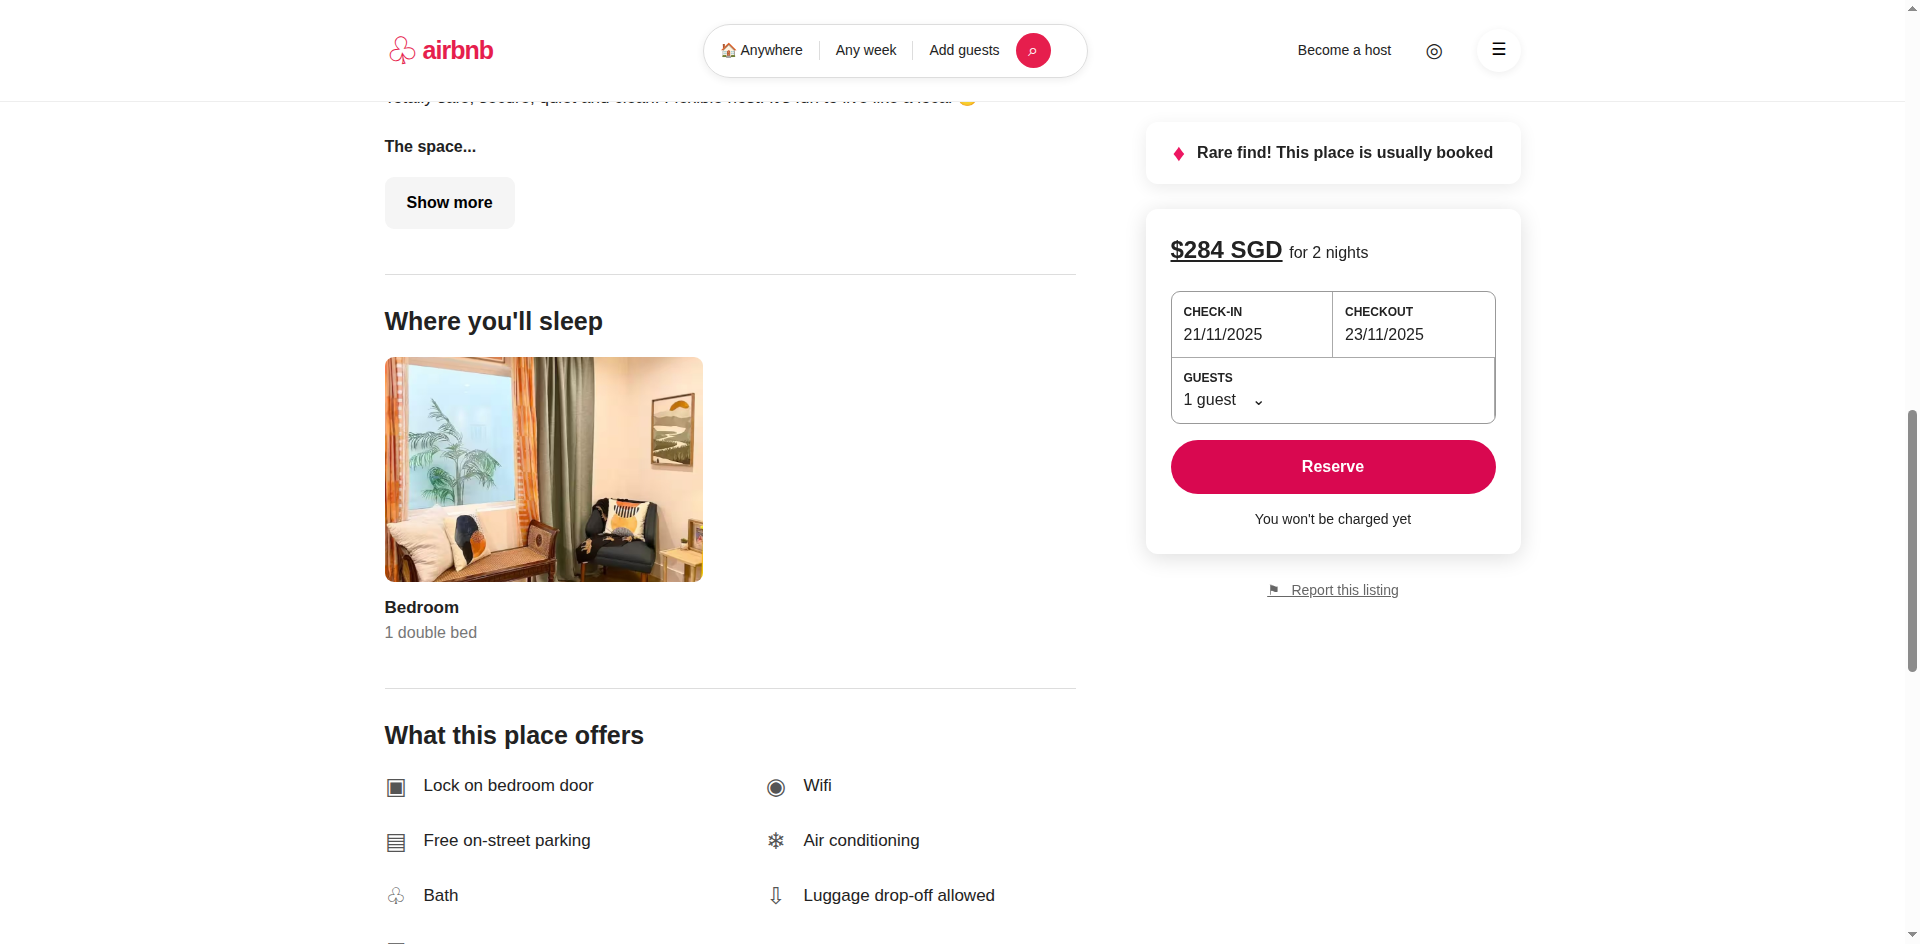 airbnb
🏠 Anywhere
Any week
Add guests
Become a host
The space...
Show more
Where you'll sleep
Bedroom
1 double bed
What this place offers
Lock on bedroom door
Wifi
Free on-street parking
Air conditioning
Bath
Luggage drop-off allowed
Rare find! This place is usually booked
$284 SGD for 2 nights
CHECK-IN
21/11/2025
CHECKOUT
23/11/2025
GUESTS
1 guest
Reserve
You won't be charged yet
Report this listing